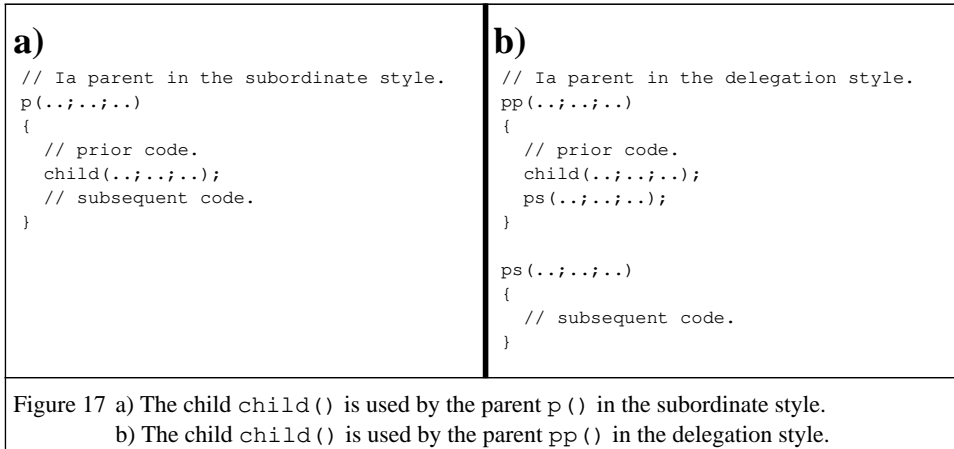 a)
// Ia parent in the subordinate style.
p(..;..;..)
{
  // prior code.
  child(..;..;..);
  // subsequent code.
}
b)
// Ia parent in the delegation style.
pp(..;..;..)
{
  // prior code.
  child(..;..;..);
  ps(..;..;..);
}
ps(..;..;..)
{
  // subsequent code.
}
Figure 17 a) The child child() is used by the parent p() in the subordinate style.
b) The child child() is used by the parent pp() in the delegation style.